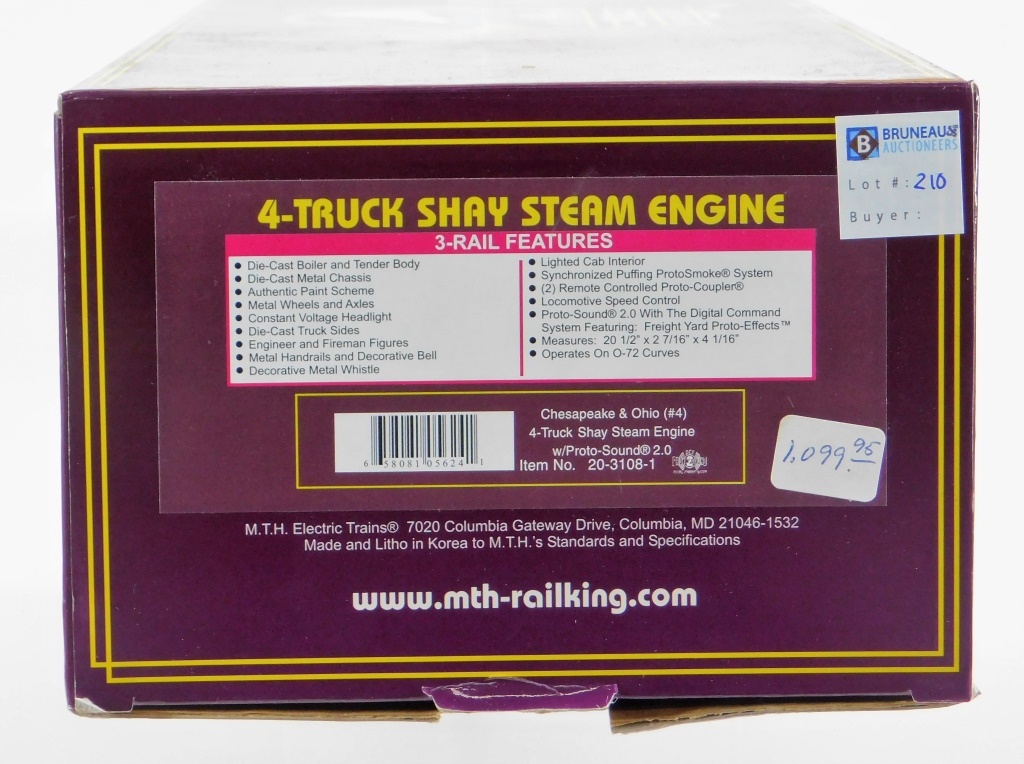 BRUNEAU &
AUCTIONEERS
B
Lot #: 210
Buyer:
4-TRUCK SHAY STEAM ENGINE
3-RAIL FEATURES
● Die-Cast Boiler and Tender Body
● Die-Cast Metal Chassis
● Authentic Paint Scheme
● Metal Wheels and Axles
● Constant Voltage Headlight
● Die-Cast Truck Sides
● Engineer and Fireman Figures
● Metal Handrails and Decorative Bell
● Decorative Metal Whistle
● Lighted Cab Interior
● Synchronized Puffing ProtoSmoke® System
● (2) Remote Controlled Proto-Coupler®
● Locomotive Speed Control
● Proto-Sound® 2.0 With The Digital Command
System Featuring: Freight Yard Proto-Effects™
● Measures: 20 1/2" x 2 7/16" x 4 1/16"
● Operates On O-72 Curves
6 58081 05624 1
Chesapeake & Ohio (#4)
4-Truck Shay Steam Engine
w/Proto-Sound® 2.0
Item No. 20-3108-1
1,099.95
M.T.H. Electric Trains® 7020 Columbia Gateway Drive, Columbia, MD 21046-1532
Made and Litho in Korea to M.T.H.'s Standards and Specifications
www.mth-railking.com